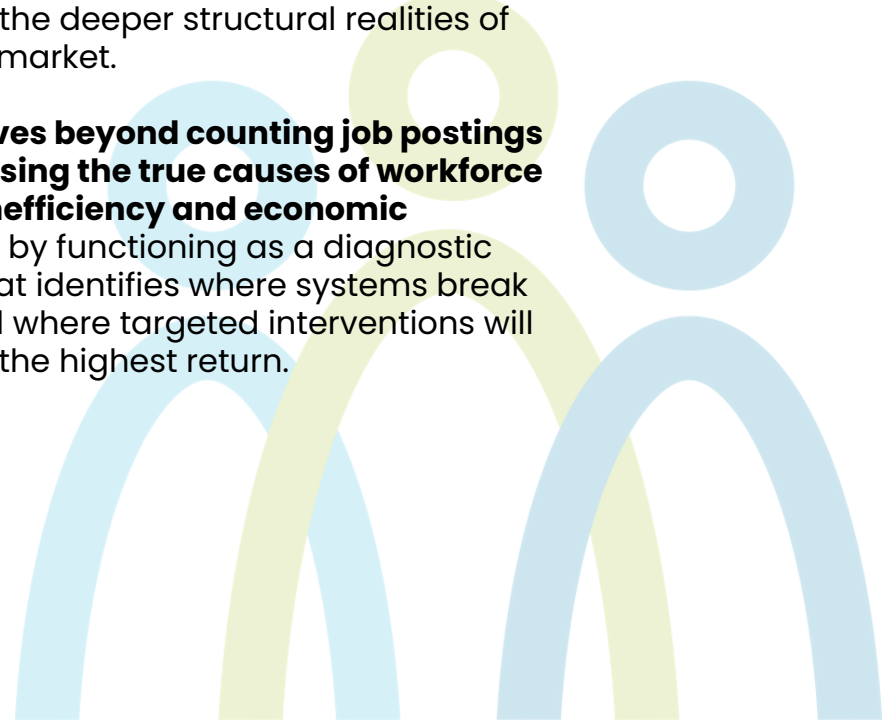 the deeper structural realities of
market.
ves beyond counting job postings
sing the true causes of workforce
nefficiency and economic
by functioning as a diagnostic
at identifies where systems break
where targeted interventions will
the highest return.